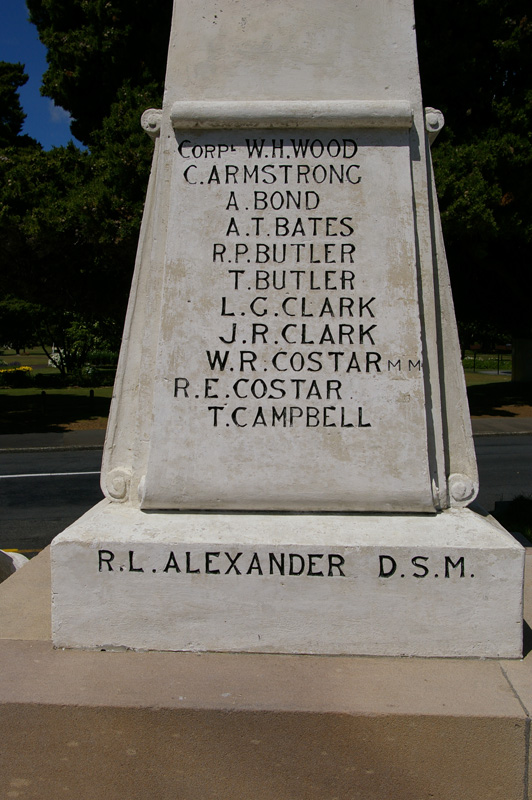 CORPL W.H.WOOD
C.ARMSTRONG
A.BOND
A.T.BATES
R.P.BUTLER
T.BUTLER
L.G.CLARK
J.R.CLARK
W.R.COSTAR M M
R.E.COSTAR.
T.CAMPBELL
R.L.ALEXANDER D.S.M.